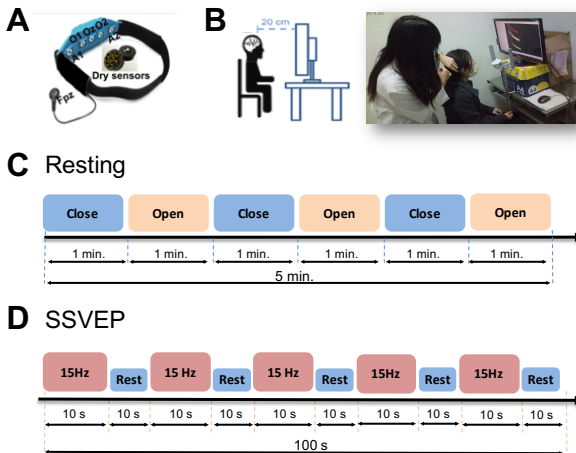 A
O1 Oz O2
A1
A2
Dry sensors
Fpz
B
20 cm
C Resting
Close Open Close Open Close Open
1 min. 1 min. 1 min. 1 min. 1 min. 1 min.
5 min.
D SSVEP
15Hz Rest 15 Hz Rest 15 Hz Rest 15Hz Rest 15Hz Rest
10 s 10 s 10 s 10 s 10 s 10 s 10 s 10 s 10 s 10 s
100 s